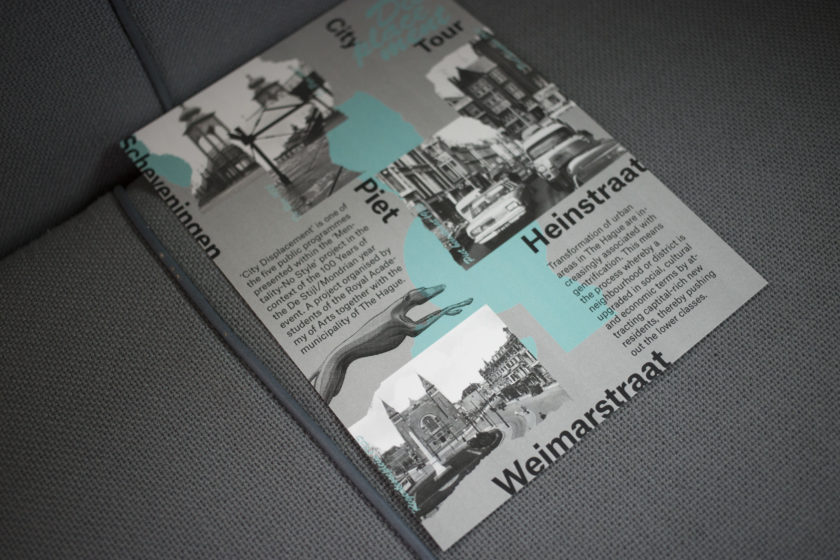 City
Dis
place
ment
Tour
Scheveningen
Piet
Heinstraat
'City Displacement' is one of
the five public programmes
presented within the 'Men-
tality-No Style' project in the
context of the 100 Years of
the De Stijl/Mondrian year
event. A project organised by
students of the Royal Acade-
my of Arts together with the
municipality of The Hague.
Transformation of urban
areas in The Hague are in-
creasingly associated with
gentrification. This means
the process whereby a
neighbourhood or district is
upgraded in social, cultural
and economic terms by at-
tracting captital-rich new
residents, thereby pushing
out the lower classes.
Weimarstraat